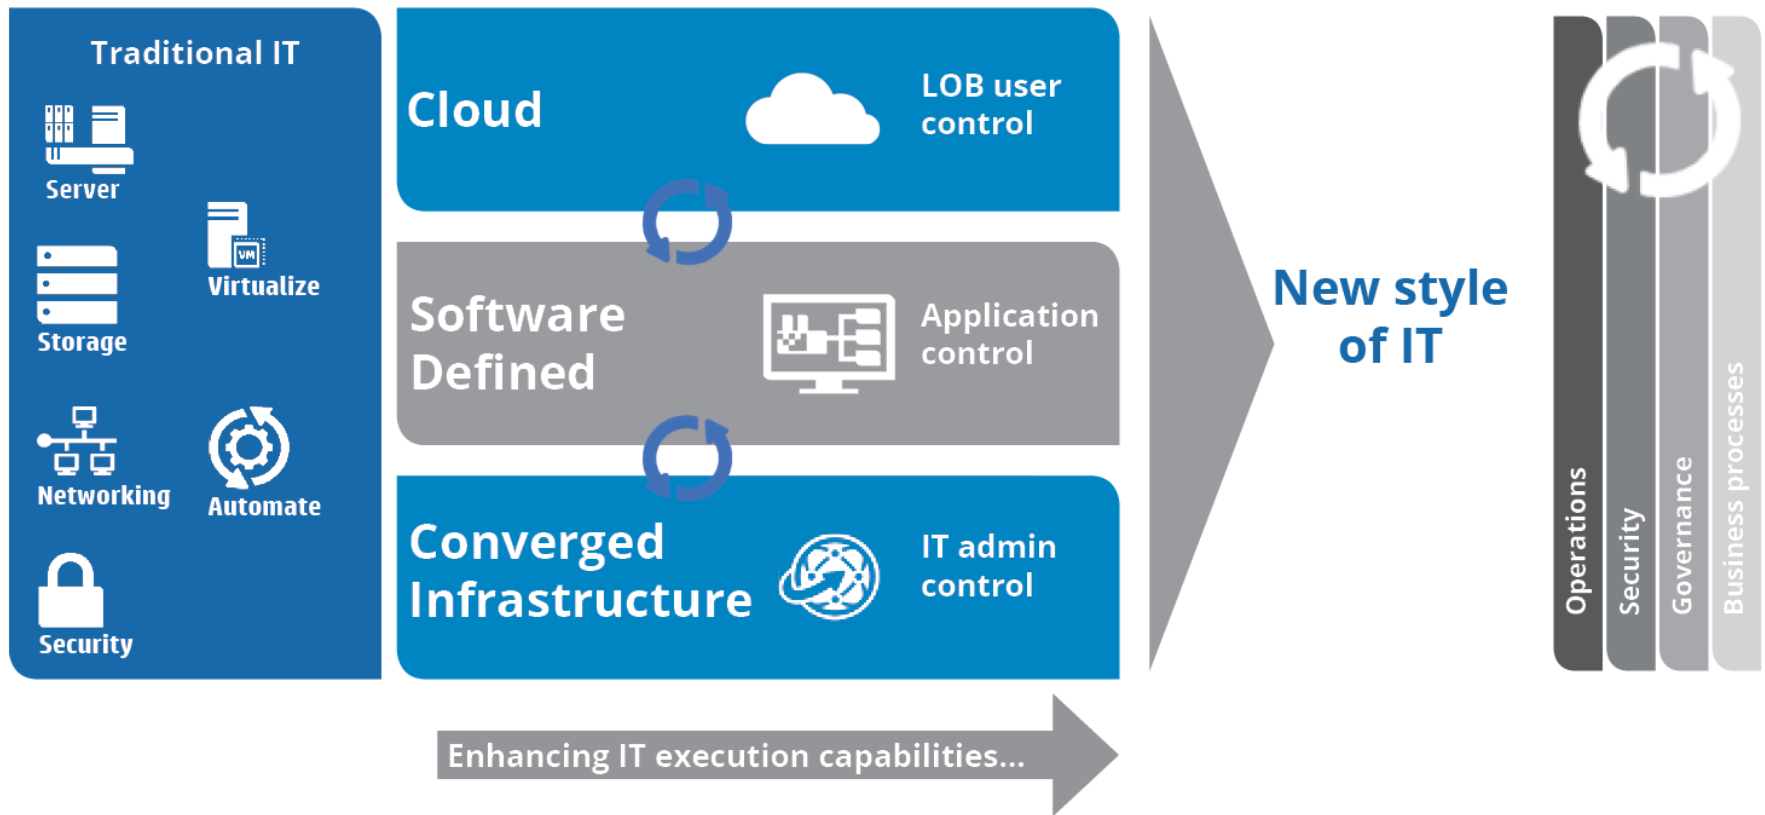 Traditional IT
Server
Virtualize
VM
Storage
Networking
Automate
Security
Cloud
LOB user
control
Software
Defined
Application
control
Converged
Infrastructure
IT admin
control
Enhancing IT execution capabilities...
New style
of IT
Operations
Security
Governance
Business processes